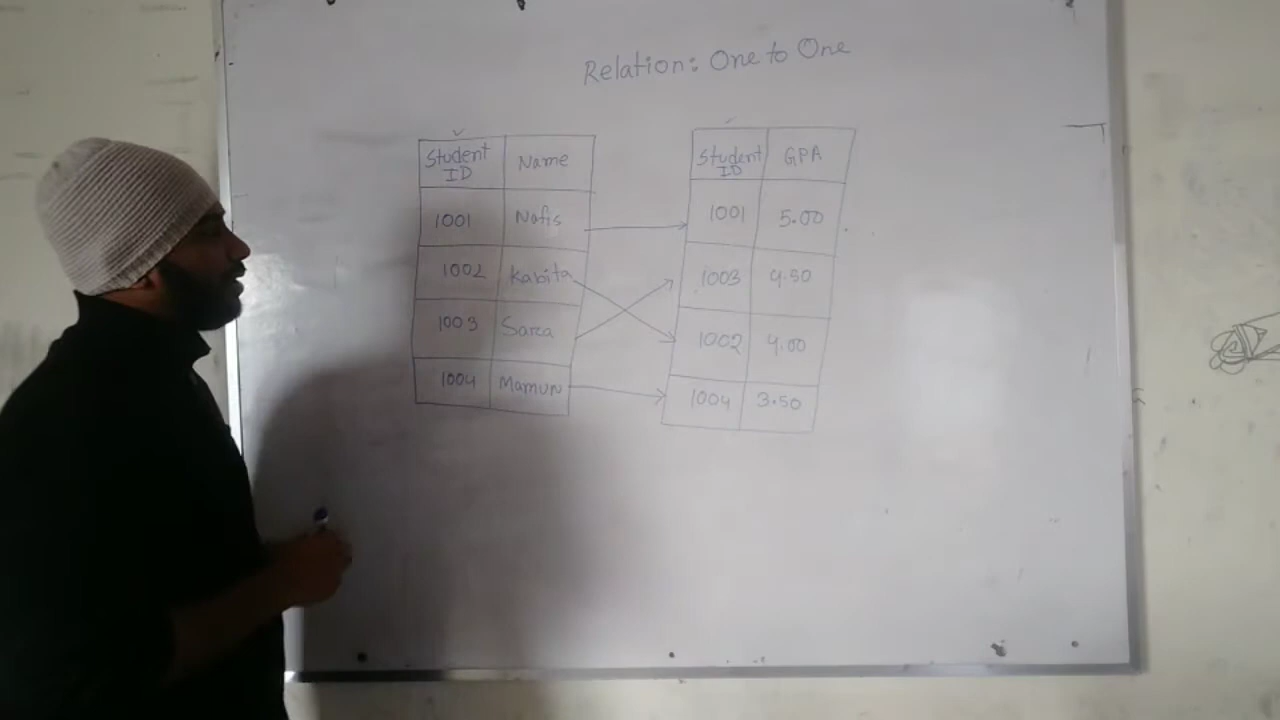 Relation: One to One
Student ID Name
1001 Nafis
1002 Kabita
1003 Sara
1004 Mamun
Student ID GPA
1001 5.00
1003 4.50
1002 4.00
1004 3.50